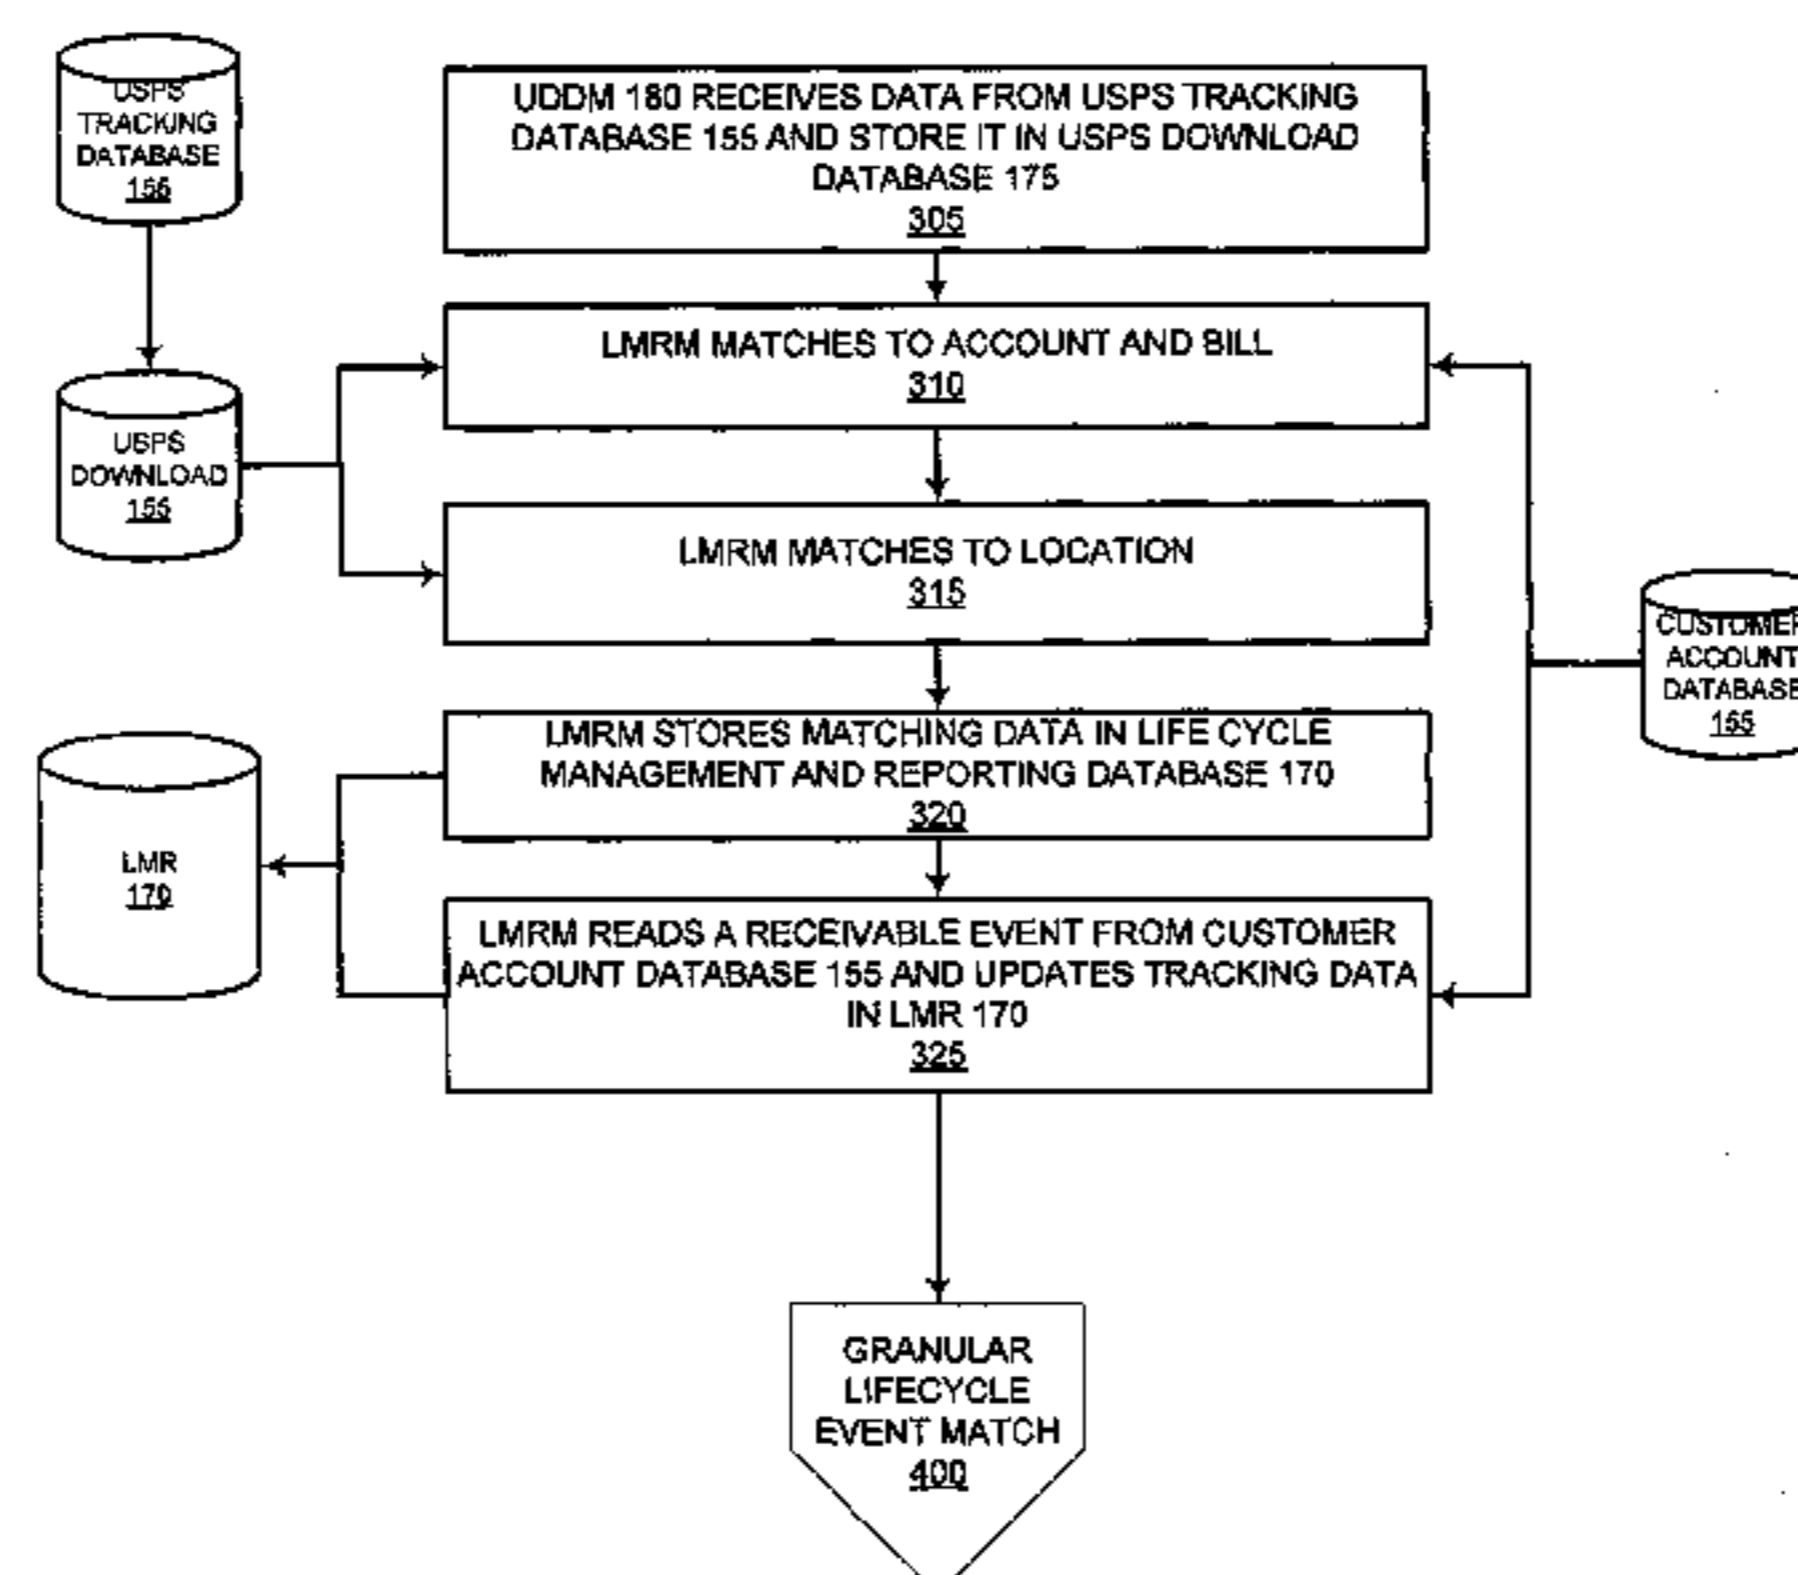 USPS
TRACKING
DATABASE
155
UDDM 180 RECEIVES DATA FROM USPS TRACKING
DATABASE 155 AND STORE IT IN USPS DOWNLOAD
DATABASE 175
305
LMRM MATCHES TO ACCOUNT AND BILL
310
USPS
DOWNLOAD
155
LMRM MATCHES TO LOCATION
315
CUSTOMER
ACCOUNT
DATABASE
155
LMRM STORES MATCHING DATA IN LIFE CYCLE
MANAGEMENT AND REPORTING DATABASE 170
320
LMR
170
LMRM READS A RECEIVABLE EVENT FROM CUSTOMER
ACCOUNT DATABASE 155 AND UPDATES TRACKING DATA
IN LMR 170
325
GRANULAR
LIFECYCLE
EVENT MATCH
400